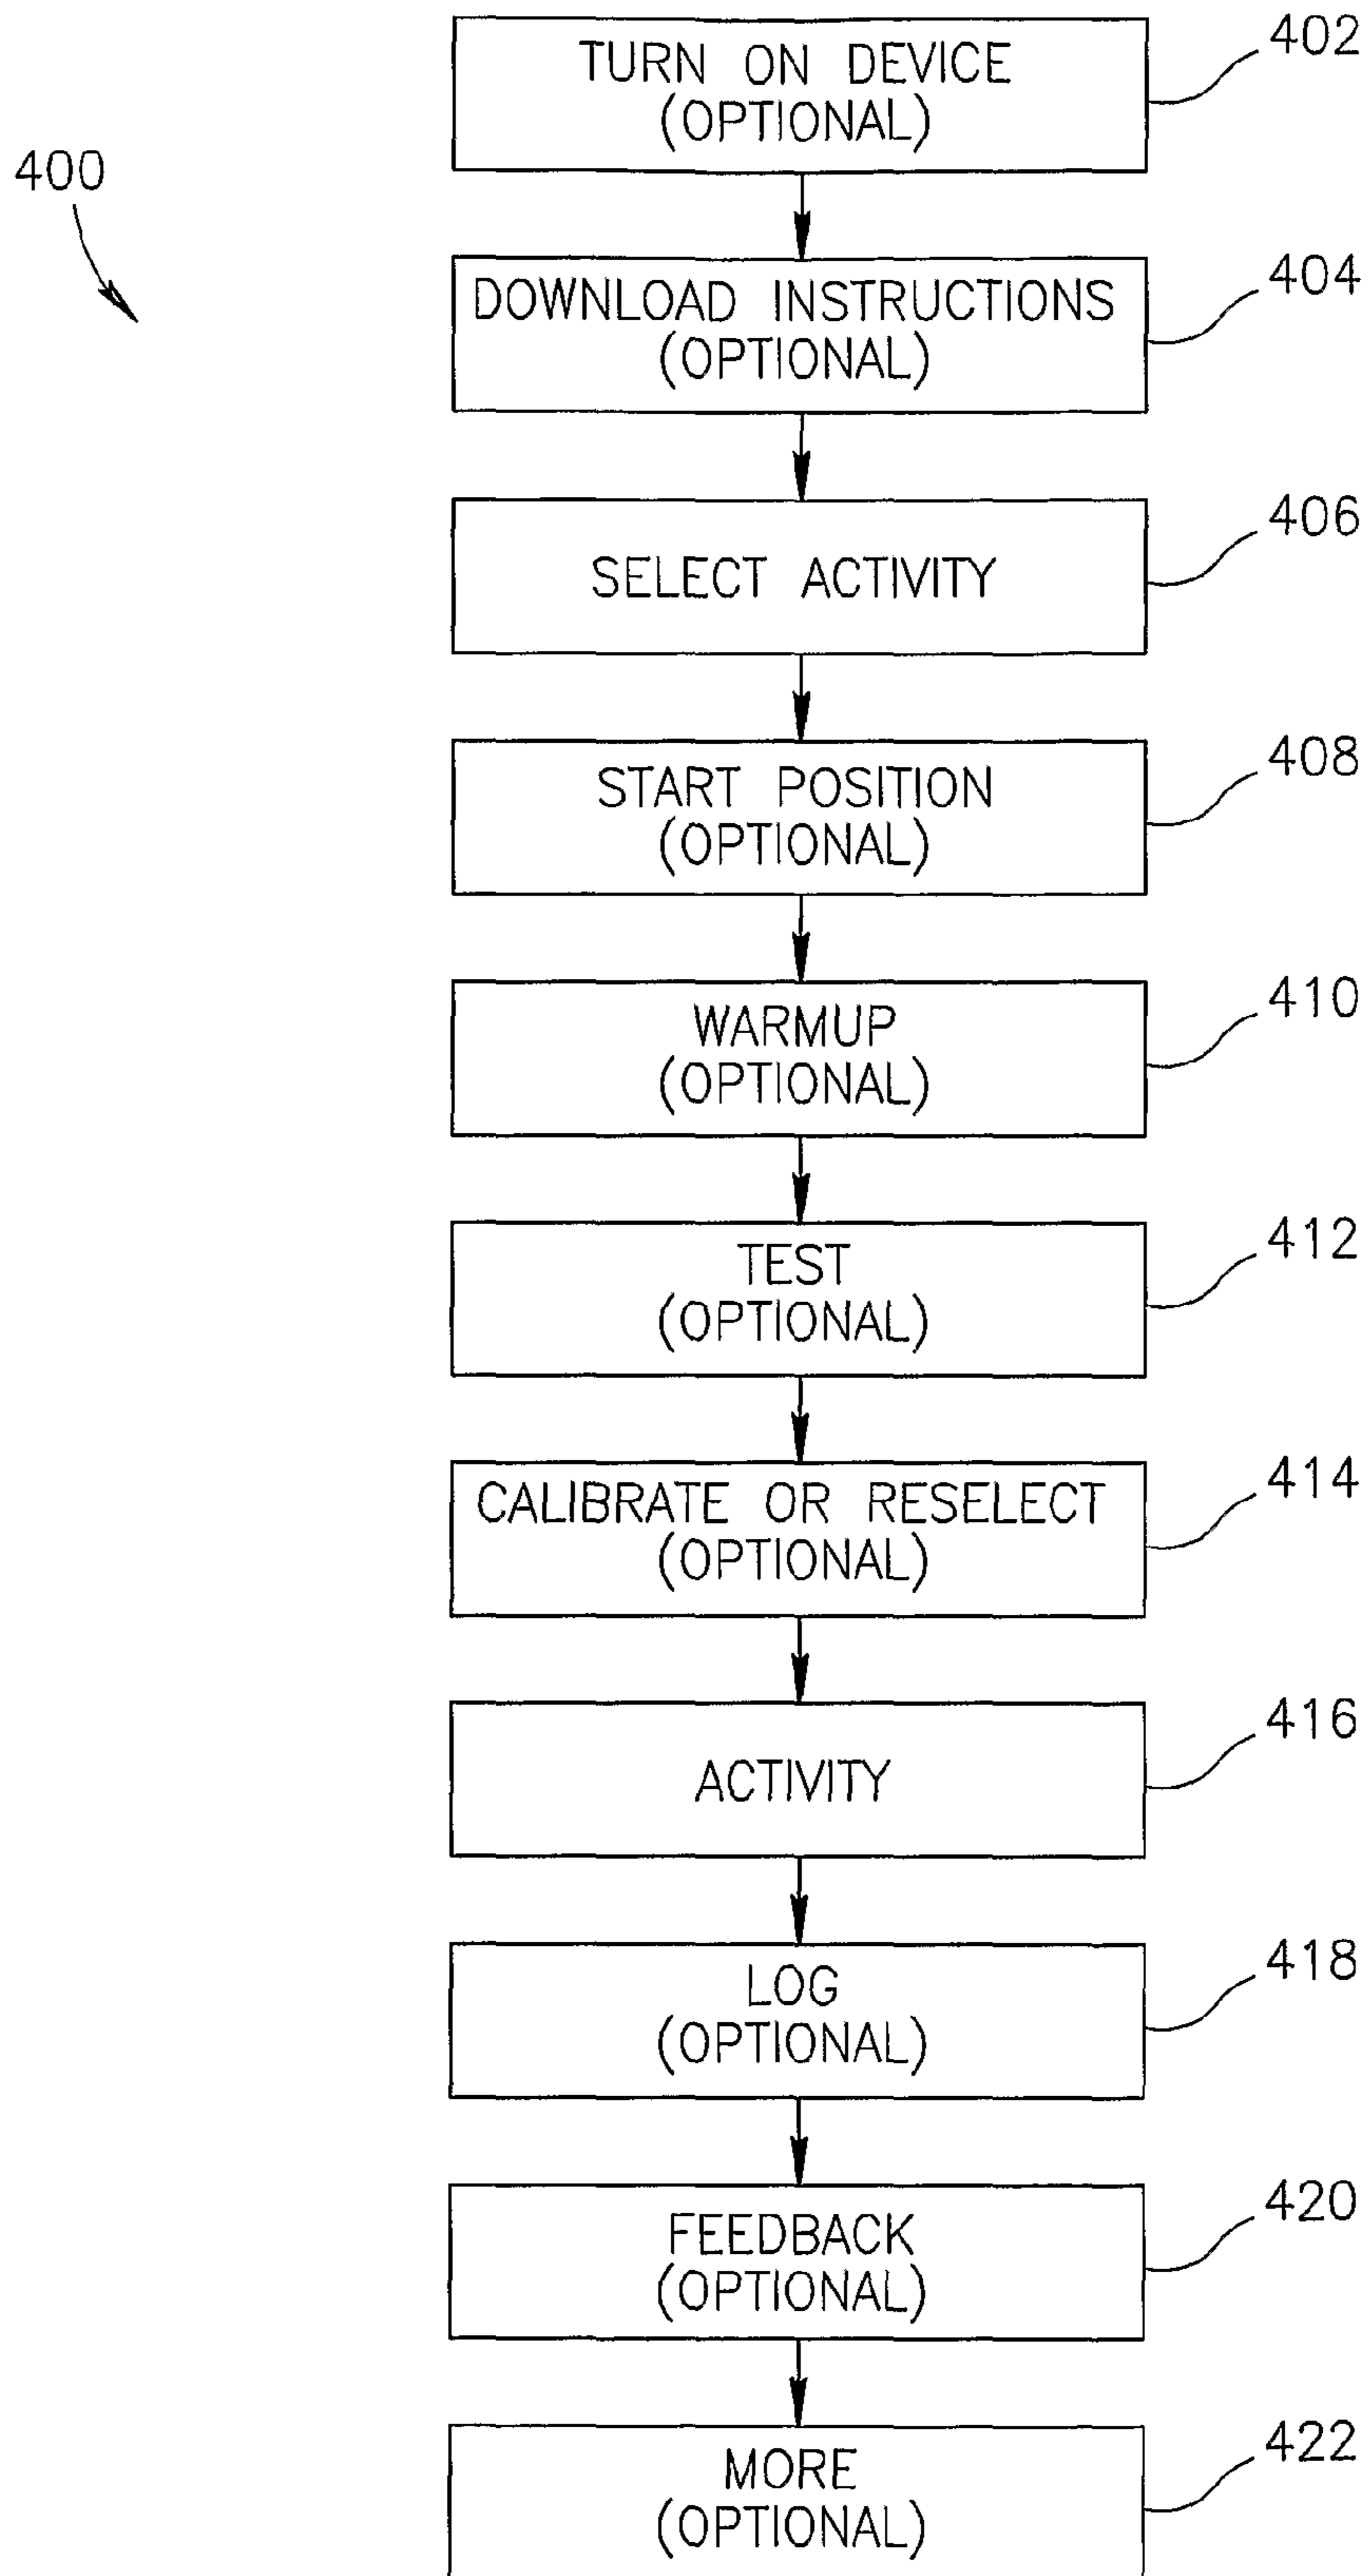 400
TURN ON DEVICE
(OPTIONAL)
402
DOWNLOAD INSTRUCTIONS
(OPTIONAL)
404
SELECT ACTIVITY
406
START POSITION
(OPTIONAL)
408
WARMUP
(OPTIONAL)
410
TEST
(OPTIONAL)
412
CALIBRATE OR RESELECT
(OPTIONAL)
414
ACTIVITY
416
LOG
(OPTIONAL)
418
FEEDBACK
(OPTIONAL)
420
MORE
(OPTIONAL)
422